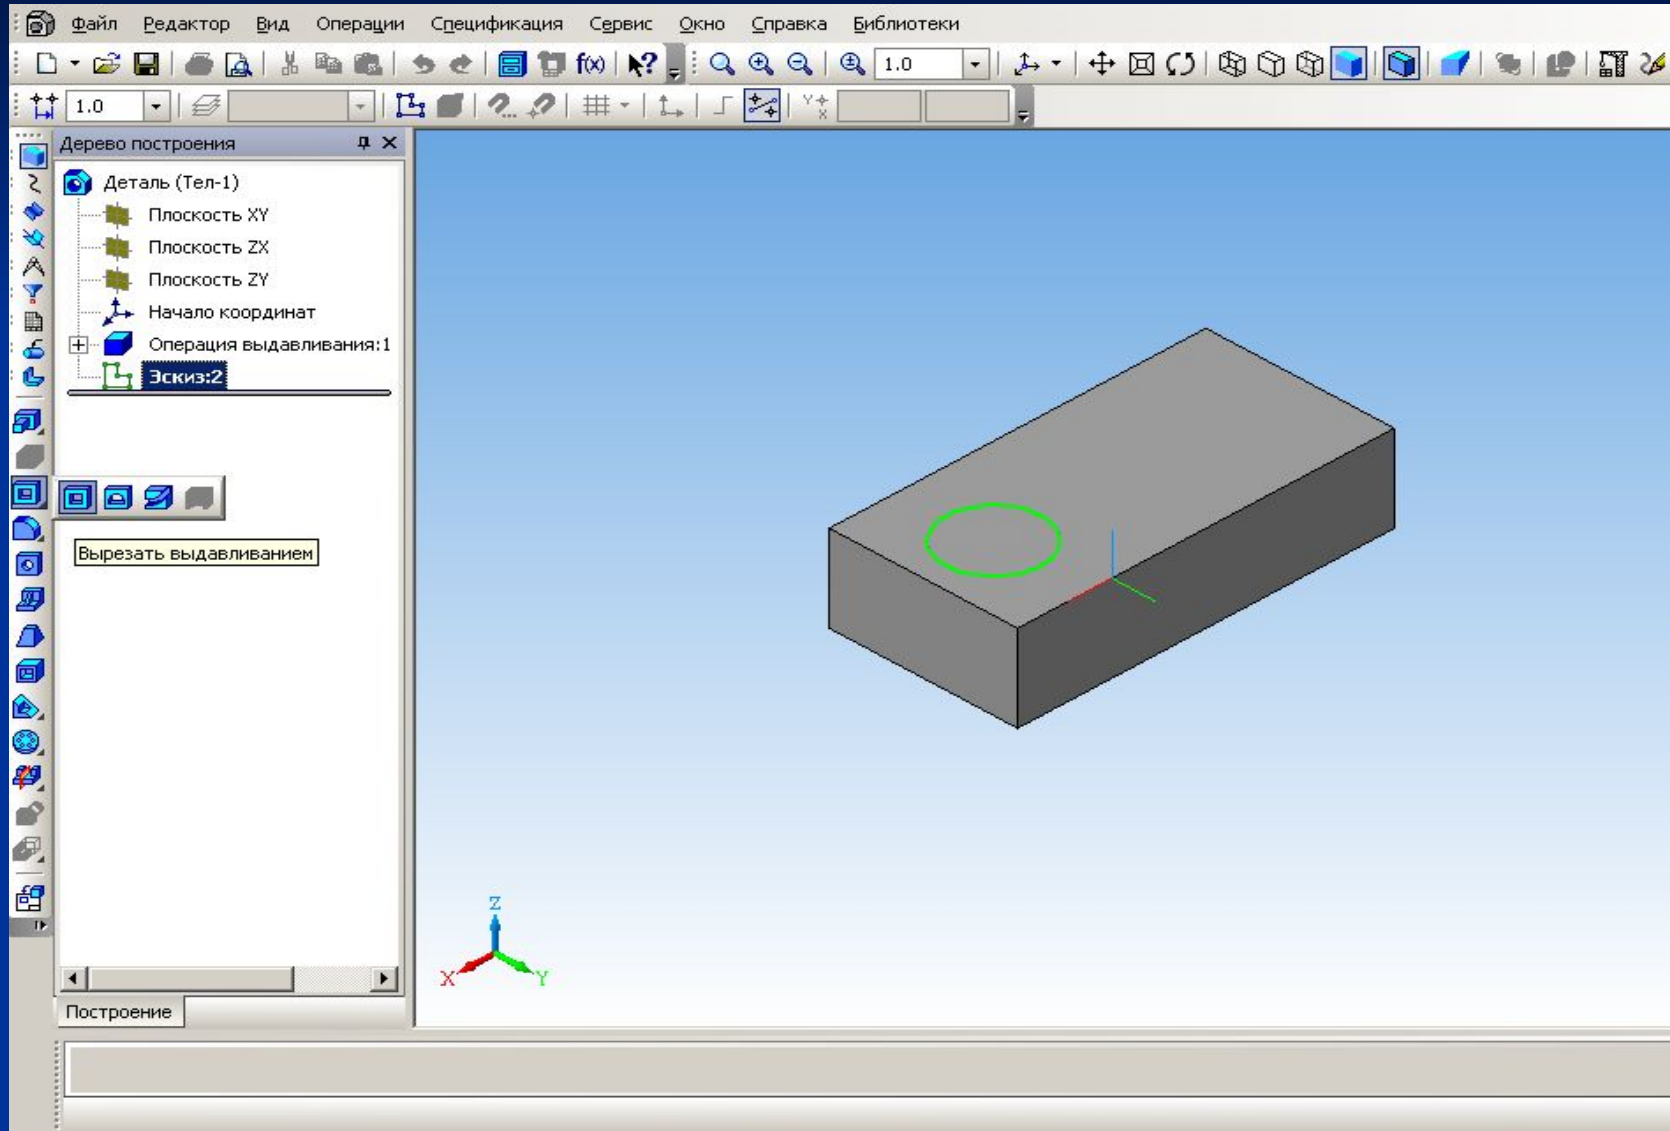 Файл Редактор Вид Операции Спецификация Сервис Окно Справка Библиотеки
f(x) ? 1.0
1.0
Дерево построения
Деталь (Тел-1)
Плоскость XY
Плоскость ZX
Плоскость ZY
Начало координат
Операция выдавливания:1
Эскиз:2
Вырезать выдавливанием
Z
X Y
Построение